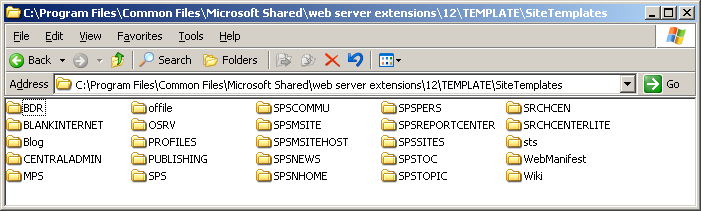 C:\Program Files\Common Files\Microsoft Shared\web server extensions\12\TEMPLATE\SiteTemplates
File Edit View Favorites Tools Help
Back Search Folders
Address C:\Program Files\Common Files\Microsoft Shared\web server extensions\12\TEMPLATE\SiteTemplates Go
BDR offile SPSCOMMU SPSPERS SRCHCEN
BLANKINTERNET OSRV SPSMSITE SPSREPORTCENTER SRCHCENTERLITE
Blog PROFILES SPSMSITEHOST SPSSITES sts
CENTRALADMIN PUBLISHING SPSNEWS SPSTOC WebManifest
MPS SPS SPSNHOME SPSTOPIC Wiki